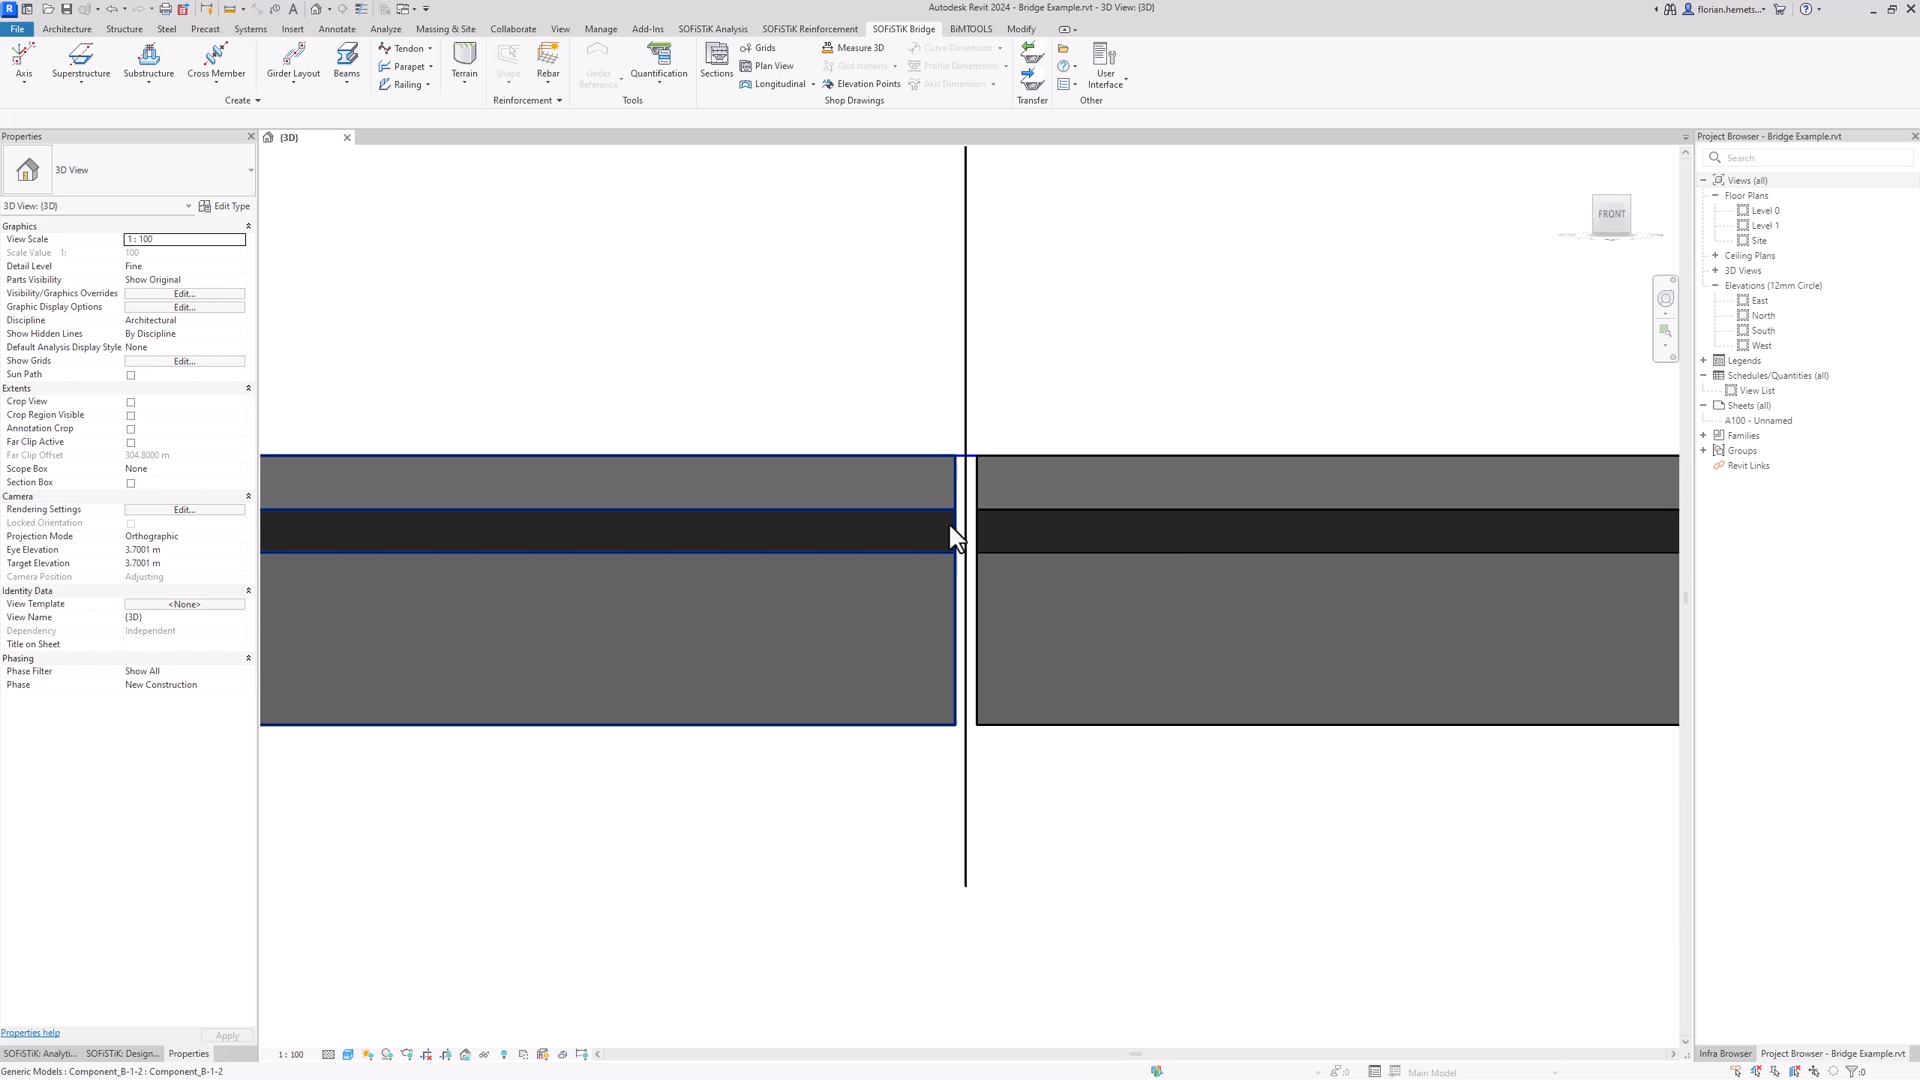 Autodesk Revit 2024 - Bridge Example.rvt - 3D View: {3D}
florian.hemets...
File Architecture Structure Steel Precast Systems Insert Annotate Analyze Massing & Site Collaborate View Manage Add-Ins SOFiSTiK Analysis SOFiSTiK Reinforcement SOFiSTiK Bridge BiMTOOLS Modify
Axis
Superstructure
Substructure
Cross Member
Girder Layout
Beams
Tendon
Parapet
Railing
Create
Terrain
Shape
Rebar
Reinforcement
Girder
Reference
Quantification
Tools
Sections
Grids
Plan View
Longitudinal
Measure 3D
Grid stations
Elevation Points
Curve Dimension
Profile Dimensions
Axis Dimension
Shop Drawings
Transfer
User
Interface
Other
Properties
3D View
3D View: {3D}
Edit Type
Graphics
View Scale 1 : 100
Scale Value 1: 100
Detail Level Fine
Parts Visibility Show Original
Visibility/Graphics Overrides Edit...
Graphic Display Options Edit...
Discipline Architectural
Show Hidden Lines By Discipline
Default Analysis Display Style None
Show Grids Edit...
Sun Path
Extents
Crop View
Crop Region Visible
Annotation Crop
Far Clip Active
Far Clip Offset 304.8000 m
Scope Box None
Section Box
Camera
Rendering Settings Edit...
Locked Orientation
Projection Mode Orthographic
Eye Elevation 3.7001 m
Target Elevation 3.7001 m
Camera Position Adjusting
Identity Data
View Template <None>
View Name {3D}
Dependency Independent
Title on Sheet
Phasing
Phase Filter Show All
Phase New Construction
Properties help
Apply
SOFiSTiK: Analyti... SOFiSTiK: Design... Properties
Generic Models : Component_B-1-2 : Component_B-1-2
{3D}
FRONT
1 : 100
:0
Main Model
Project Browser - Bridge Example.rvt
Search
Views (all)
Floor Plans
Level 0
Level 1
Site
Ceiling Plans
3D Views
Elevations (12mm Circle)
East
North
South
West
Legends
Schedules/Quantities (all)
View List
Sheets (all)
A100 - Unnamed
Families
Groups
Revit Links
Infra Browser Project Browser - Bridge Example.rvt
:0